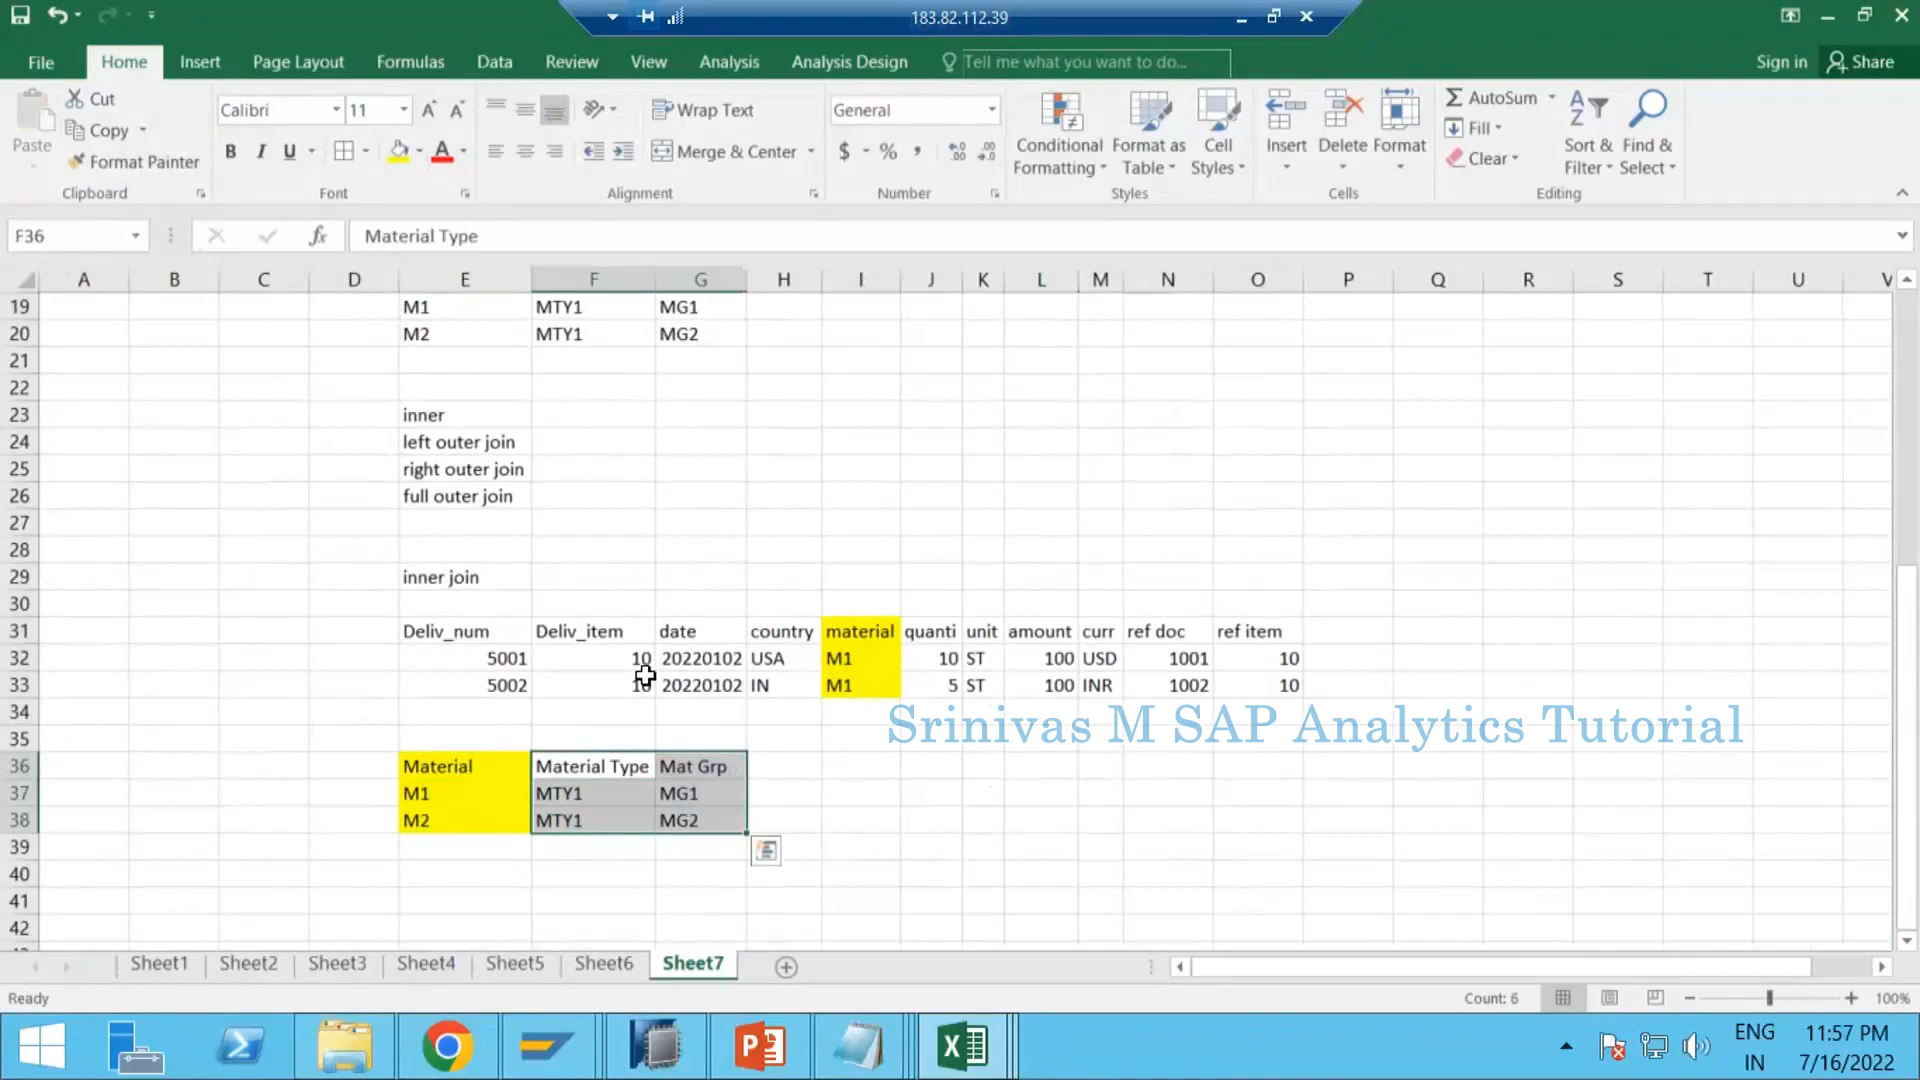 183.82.112.39
File Home Insert Page Layout Formulas Data Review View Analysis Analysis Design Tell me what you want to do... Sign in Share
Cut
Copy
Format Painter
Paste
Clipboard
Calibri 11
B I U
Font
Wrap Text
Merge & Center
Alignment
General
$ % ,
Number
Conditional Formatting
Format as Table
Cell Styles
Styles
Insert Delete Format
Cells
AutoSum
Fill
Clear
Sort & Filter
Find & Select
Editing
F36 fx Material Type
A B C D E F G H I J K L M N O P Q R S T U V
19 M1 MTY1 MG1
20 M2 MTY1 MG2
21
22
23 inner
24 left outer join
25 right outer join
26 full outer join
27
28
29 inner join
30
31 Deliv_num Deliv_item date country material quanti unit amount curr ref doc ref item
32 5001 10 20220102 USA M1 10 ST 100 USD 1001 10
33 5002 10 20220102 IN M1 5 ST 100 INR 1002 10
34
Srinivas M SAP Analytics Tutorial
35
36 Material Material Type Mat Grp
37 M1 MTY1 MG1
38 M2 MTY1 MG2
39
40
41
42
Sheet1 Sheet2 Sheet3 Sheet4 Sheet5 Sheet6 Sheet7
Ready Count: 6 100%
ENG 11:57 PM
IN 7/16/2022